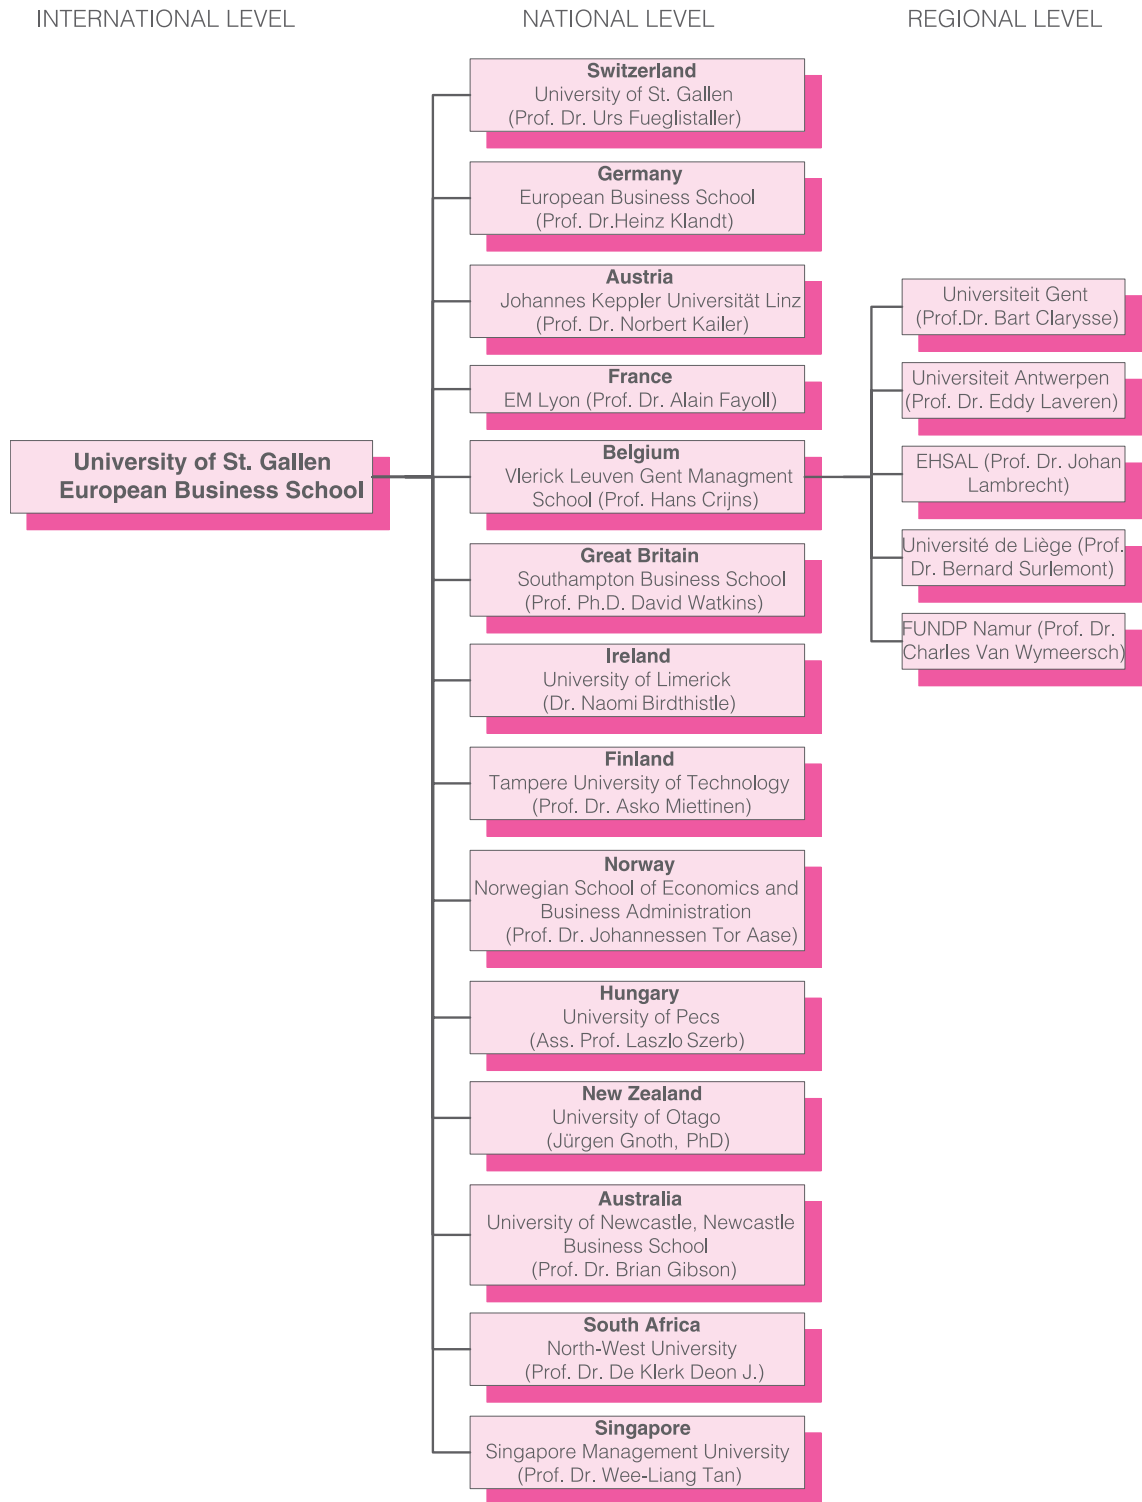 INTERNATIONAL LEVEL
NATIONAL LEVEL
REGIONAL LEVEL
University of St. Gallen
European Business School
Switzerland
University of St. Gallen
(Prof. Dr. Urs Fueglistaller)
Germany
European Business School
(Prof. Dr.Heinz Klandt)
Austria
Johannes Keppler Universität Linz
(Prof. Dr. Norbert Kailer)
France
EM Lyon (Prof. Dr. Alain Fayoll)
Belgium
Vlerick Leuven Gent Managment
School (Prof. Hans Crijns)
Great Britain
Southampton Business School
(Prof. Ph.D. David Watkins)
Ireland
University of Limerick
(Dr. Naomi Birdthistle)
Finland
Tampere University of Technology
(Prof. Dr. Asko Miettinen)
Norway
Norwegian School of Economics and
Business Administration
(Prof. Dr. Johannessen Tor Aase)
Hungary
University of Pecs
(Ass. Prof. Laszlo Szerb)
New Zealand
University of Otago
(Jürgen Gnoth, PhD)
Australia
University of Newcastle, Newcastle
Business School
(Prof. Dr. Brian Gibson)
South Africa
North-West University
(Prof. Dr. De Klerk Deon J.)
Singapore
Singapore Management University
(Prof. Dr. Wee-Liang Tan)
Universiteit Gent
(Prof.Dr. Bart Clarysse)
Universiteit Antwerpen
(Prof. Dr. Eddy Laveren)
EHSAL (Prof. Dr. Johan
Lambrecht)
Université de Liège (Prof.
Dr. Bernard Surlemont)
FUNDP Namur (Prof. Dr.
Charles Van Wymeersch)